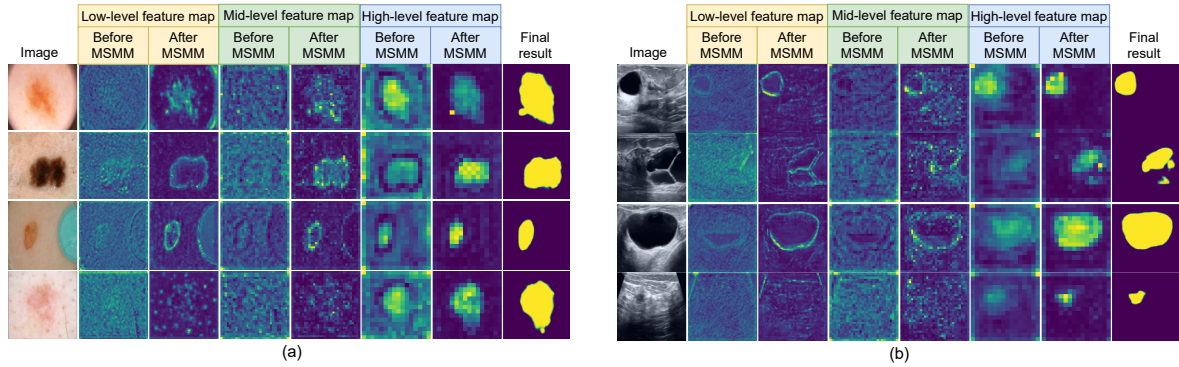 Low-level feature map Mid-level feature map High-level feature map
Image Before MSMM After MSMM Before MSMM After MSMM Before MSMM After MSMM Final result
(a)
Low-level feature map Mid-level feature map High-level feature map
Image Before MSMM After MSMM Before MSMM After MSMM Before MSMM After MSMM Final result
(b)